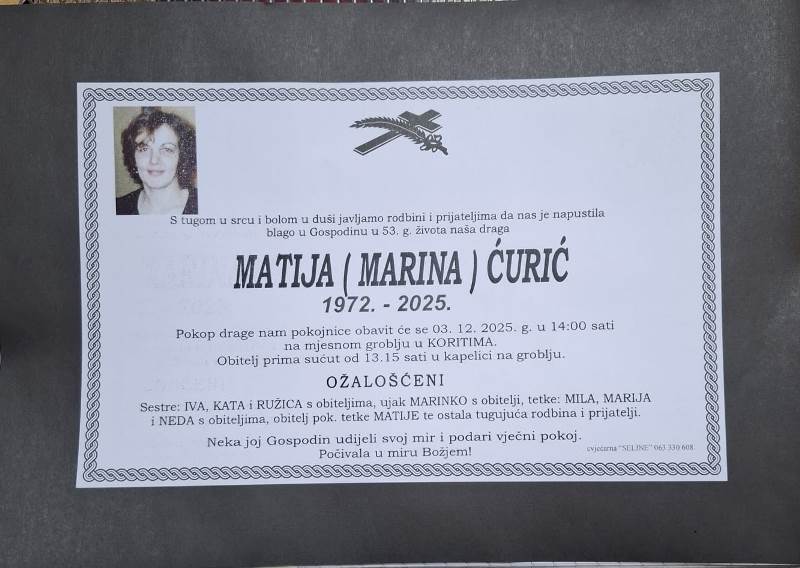 S tugom u srcu i bolom u duši javljamo rodbini i prijateljima da nas je napustila
blago u Gospodinu u 53. g. života naša draga
MATIJA ( MARINA ) ĆURIĆ
1972. - 2025.
Pokop drage nam pokojnice obavit će se 03. 12. 2025. g. u 14:00 sati
na mjesnom groblju u KORITIMA.
Obitelj prima sućut od 13.15 sati u kapelici na groblju.
OŽALOŠĆENI
Sestre: IVA, KATA i RUŽICA s obiteljima, ujak MARINKO s obitelji, tetke: MILA, MARIJA
i NEDA s obiteljima, obitelj pok. tetke MATIJE te ostala tugujuća rodbina i prijatelji.
Neka joj Gospodin udijeli svoj mir i podari vječni pokoj.
Počivala u miru Božjem!
cvjećarna "SELINE" 063 330 608